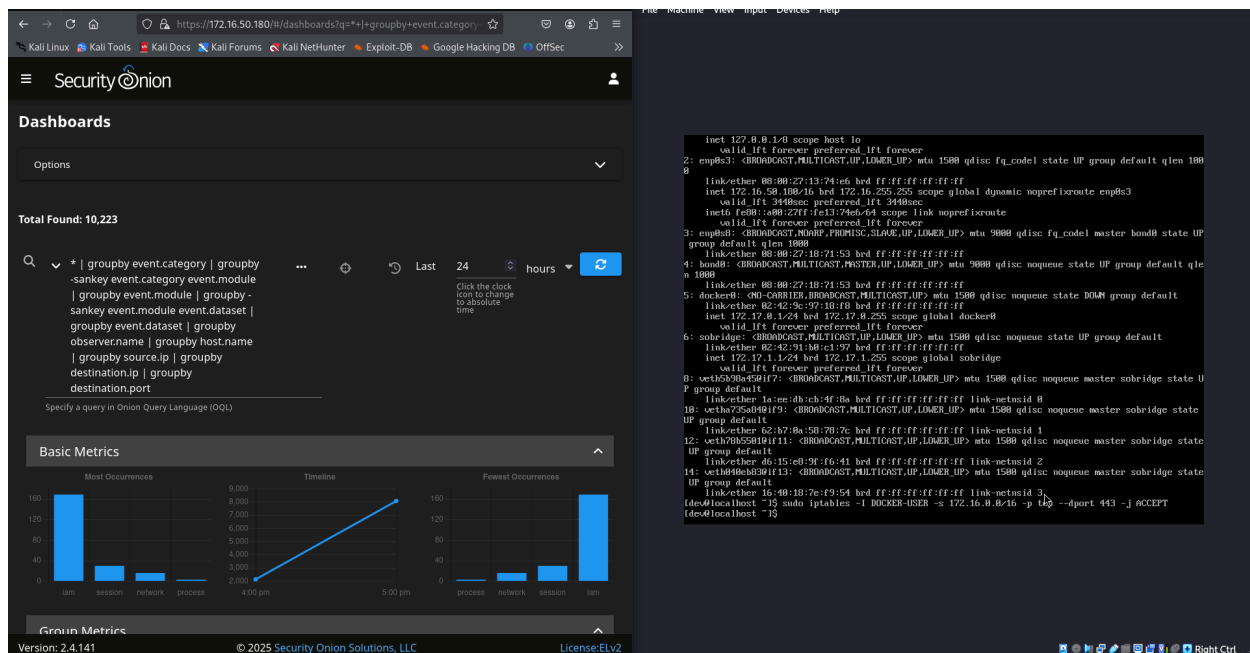 https://172.16.50.180/#/dashboards?q=*+|+groupby+event.category
Kali Linux Kali Tools Kali Docs Kali Forums Kali NetHunter Exploit-DB Google Hacking DB OffSec
Security Onion
Dashboards
Options
Total Found: 10,223
* | groupby event.category | groupby
-sankey event.category event.module
| groupby event.module | groupby -
sankey event.module event.dataset |
groupby event.dataset | groupby
observer.name | groupby host.name
| groupby source.ip | groupby
destination.ip | groupby
destination.port
Specify a query in Onion Query Language (OQL)
Last 24 hours
Click the clock
icon to change
to absolute
time
Basic Metrics
Most Occurrences
160
120
80
40
0
iam session network process
Timeline
9,000
8,000
7,000
6,000
5,000
4,000
3,000
2,000
4:00 pm 5:00 pm
Fewest Occurrences
160
120
80
40
0
process network session iam
Group Metrics
Version: 2.4.141 © 2025 Security Onion Solutions, LLC License:ELv2
File Machine View Input Devices Help
inet 127.0.0.1/8 scope host lo
valid_lft forever preferred_lft forever
2: enp0s3: <BROADCAST,MULTICAST,UP,LOWER_UP> mtu 1500 qdisc fq_codel state UP group default qlen 100
0
link/ether 08:00:27:13:74:e6 brd ff:ff:ff:ff:ff:ff
inet 172.16.50.180/16 brd 172.16.255.255 scope global dynamic noprefixroute enp0s3
valid_lft 3440sec preferred_lft 3440sec
inet6 fe80::a00:27ff:fe13:74e6/64 scope link noprefixroute
valid_lft forever preferred_lft forever
3: enp0s8: <BROADCAST,NOARP,PROMISC,SLAVE,UP,LOWER_UP> mtu 9000 qdisc fq_codel master bond0 state UP
group default qlen 1000
link/ether 08:00:27:18:71:53 brd ff:ff:ff:ff:ff:ff
4: bond0: <BROADCAST,MULTICAST,MASTER,UP,LOWER_UP> mtu 9000 qdisc noqueue state UP group default qle
n 1000
link/ether 08:00:27:18:71:53 brd ff:ff:ff:ff:ff:ff
5: docker0: <NO-CARRIER,BROADCAST,MULTICAST,UP> mtu 1500 qdisc noqueue state DOWN group default
link/ether 02:42:9c:97:18:f8 brd ff:ff:ff:ff:ff:ff
inet 172.17.0.1/24 brd 172.17.0.255 scope global docker0
valid_lft forever preferred_lft forever
6: sobridge: <BROADCAST,MULTICAST,UP,LOWER_UP> mtu 1500 qdisc noqueue state UP group default
link/ether 02:42:91:b0:c1:97 brd ff:ff:ff:ff:ff:ff
inet 172.17.1.1/24 brd 172.17.1.255 scope global sobridge
valid_lft forever preferred_lft forever
8: veth5b98a45@if7: <BROADCAST,MULTICAST,UP,LOWER_UP> mtu 1500 qdisc noqueue master sobridge state U
P group default
link/ether 1a:ee:db:cb:4f:8a brd ff:ff:ff:ff:ff:ff link-netnsid 0
10: vetha735a84@if9: <BROADCAST,MULTICAST,UP,LOWER_UP> mtu 1500 qdisc noqueue master sobridge state
UP group default
link/ether 62:b7:0a:58:78:7c brd ff:ff:ff:ff:ff:ff link-netnsid 1
12: veth78b5501@if11: <BROADCAST,MULTICAST,UP,LOWER_UP> mtu 1500 qdisc noqueue master sobridge state
UP group default
link/ether d6:15:e8:9f:f6:41 brd ff:ff:ff:ff:ff:ff link-netnsid 2
14: veth040eb83@if13: <BROADCAST,MULTICAST,UP,LOWER_UP> mtu 1500 qdisc noqueue master sobridge state
UP group default
link/ether 16:40:18:7e:f9:54 brd ff:ff:ff:ff:ff:ff link-netnsid 3
[dev@localhost ~]$ sudo iptables -I DOCKER-USER -s 172.16.0.0/16 -p tcp --dport 443 -j ACCEPT
[dev@localhost ~]$
Right Ctrl